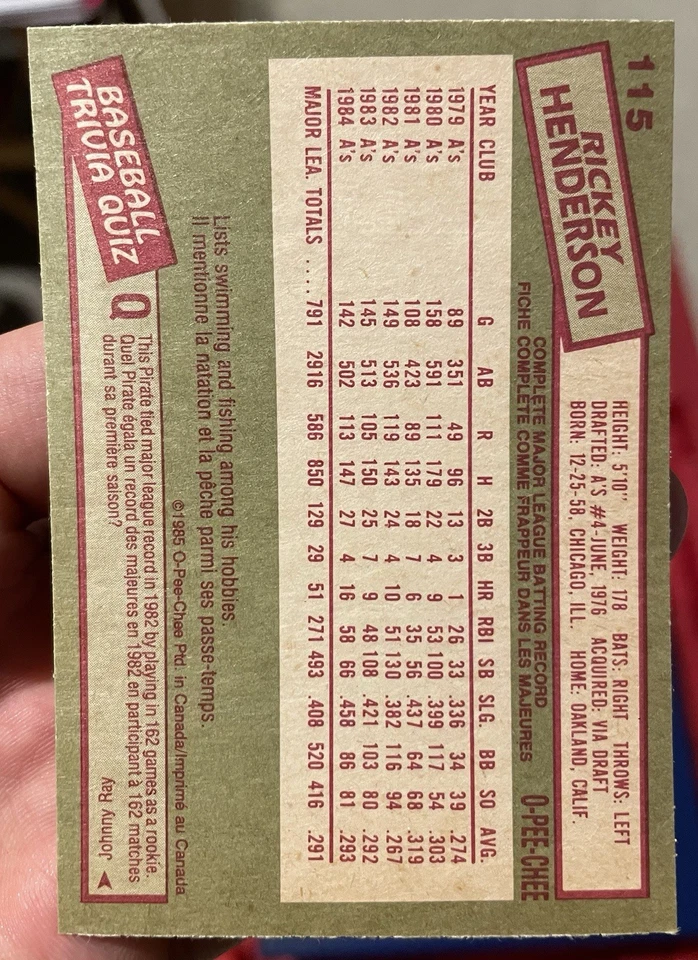 115
RICKEY
HENDERSON
HEIGHT: 5'10" WEIGHT: 178 BATS: RIGHT THROWS: LEFT
DRAFTED: A'S #4-JUNE, 1976 ACQUIRED: VIA DRAFT
BORN: 12-25-58, CHICAGO, ILL. HOME: OAKLAND, CALIF.
COMPLETE MAJOR LEAGUE BATTING RECORD
FICHE COMPLÈTE COMME FRAPPEUR DANS LES MAJEURES
O-PEE-CHEE
YEAR CLUB G AB R H 2B 3B HR RBI SB SLG. BB SO AVG.
1979 A's 89 351 49 96 13 3 1 26 33 .336 34 39 .274
1980 A's 158 591 111 179 22 4 9 53 100 .399 117 54 .303
1981 A's 108 423 89 135 18 7 6 35 56 .437 64 68 .319
1982 A's 149 536 119 143 24 4 10 51 130 .382 116 94 .267
1983 A's 145 513 105 150 25 7 9 48 108 .421 103 80 .292
1984 A's 142 502 113 147 27 4 16 58 66 .458 86 81 .293
MAJOR LEA. TOTALS .... 791 2916 586 850 129 29 51 271 493 .408 520 416 .291
Lists swimming and fishing among his hobbies.
Il mentionne la natation et la pêche parmi ses passe-temps.
©1985 O-Pee-Chee Ptd. in Canada/Imprimé au Canada
BASEBALL
TRIVIA QUIZ
Q
This Pirate tied major league record in 1982 by playing in 162 games as a rookie.
Quel Pirate égala un record des majeures en 1982 en participant à 162 matches
durant sa première saison?
Johnny Ray